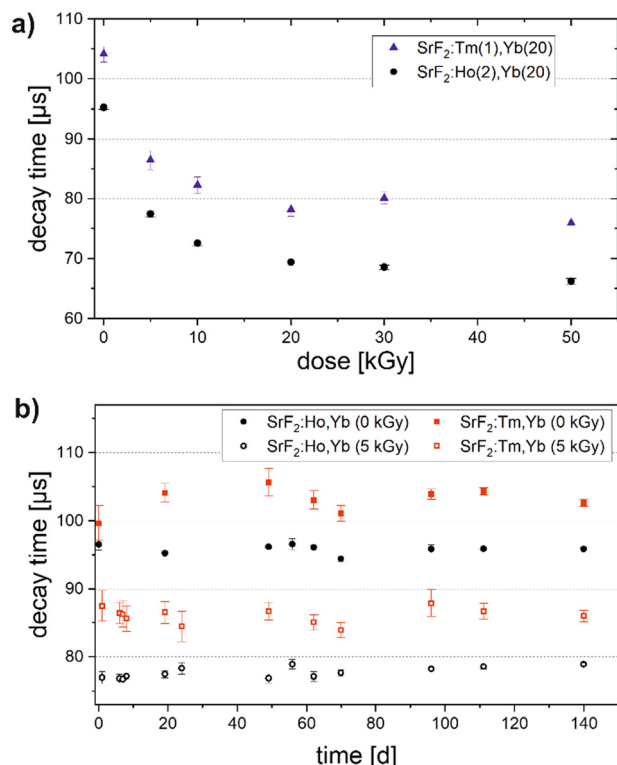 a)
110
100
90
80
70
60
decay time [µs]
SrF₂:Tm(1),Yb(20)
SrF₂:Ho(2),Yb(20)
0 10 20 30 40 50
dose [kGy]
b)
SrF₂:Ho,Yb (0 kGy) SrF₂:Tm,Yb (0 kGy)
SrF₂:Ho,Yb (5 kGy) SrF₂:Tm,Yb (5 kGy)
110
100
90
80
decay time [µs]
0 20 40 60 80 100 120 140
time [d]